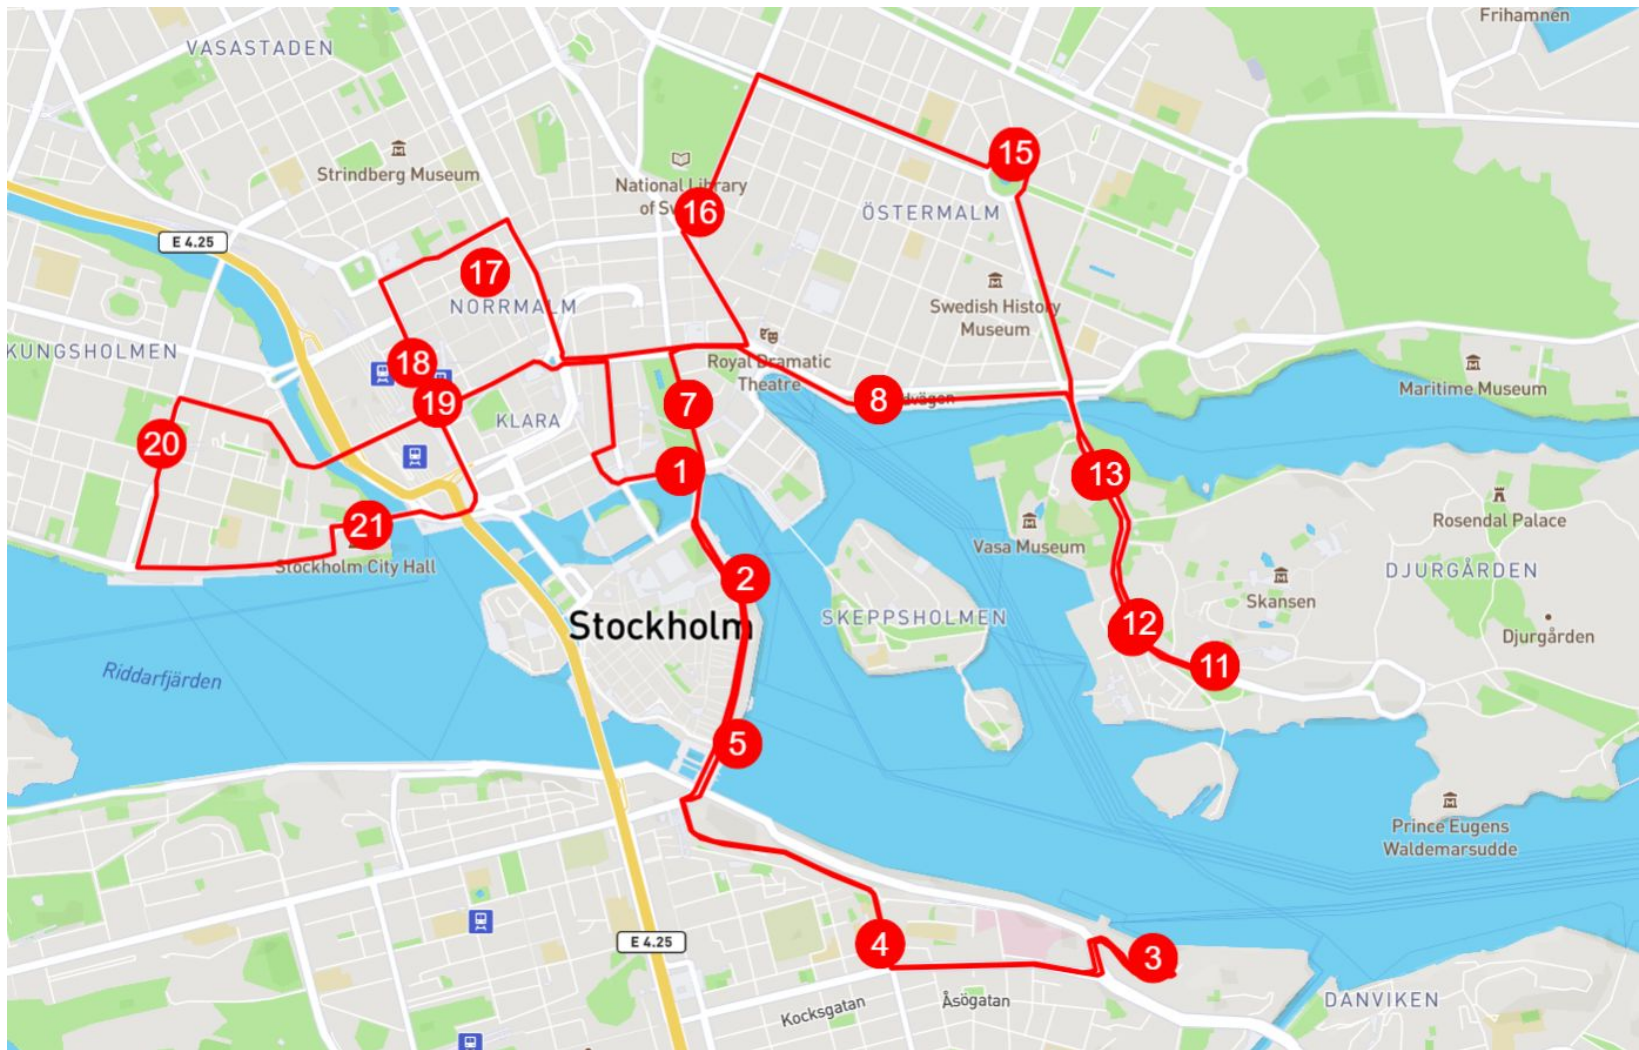 Frihamnen
VASASTADEN
15
Strindberg Museum
National Library
of Sw
16
ÖSTERMALM
E 4.25
17
NORRMALM
Swedish History
Museum
KUNGSHOLMEN
18
Royal Dramatic
Theatre
Maritime Museum
19
7
8
dvägen
KLARA
20
1
13
21
Stockholm City Hall
Vasa Museum
Rosendal Palace
2
DJURGÅRDEN
Skansen
Stockholm
SKEPPSHOLMEN
12
Djurgården
11
Riddarfjärden
5
Prince Eugens
Waldemarsudde
E 4.25
4
3
Kocksgatan
Åsögatan
DANVIKEN